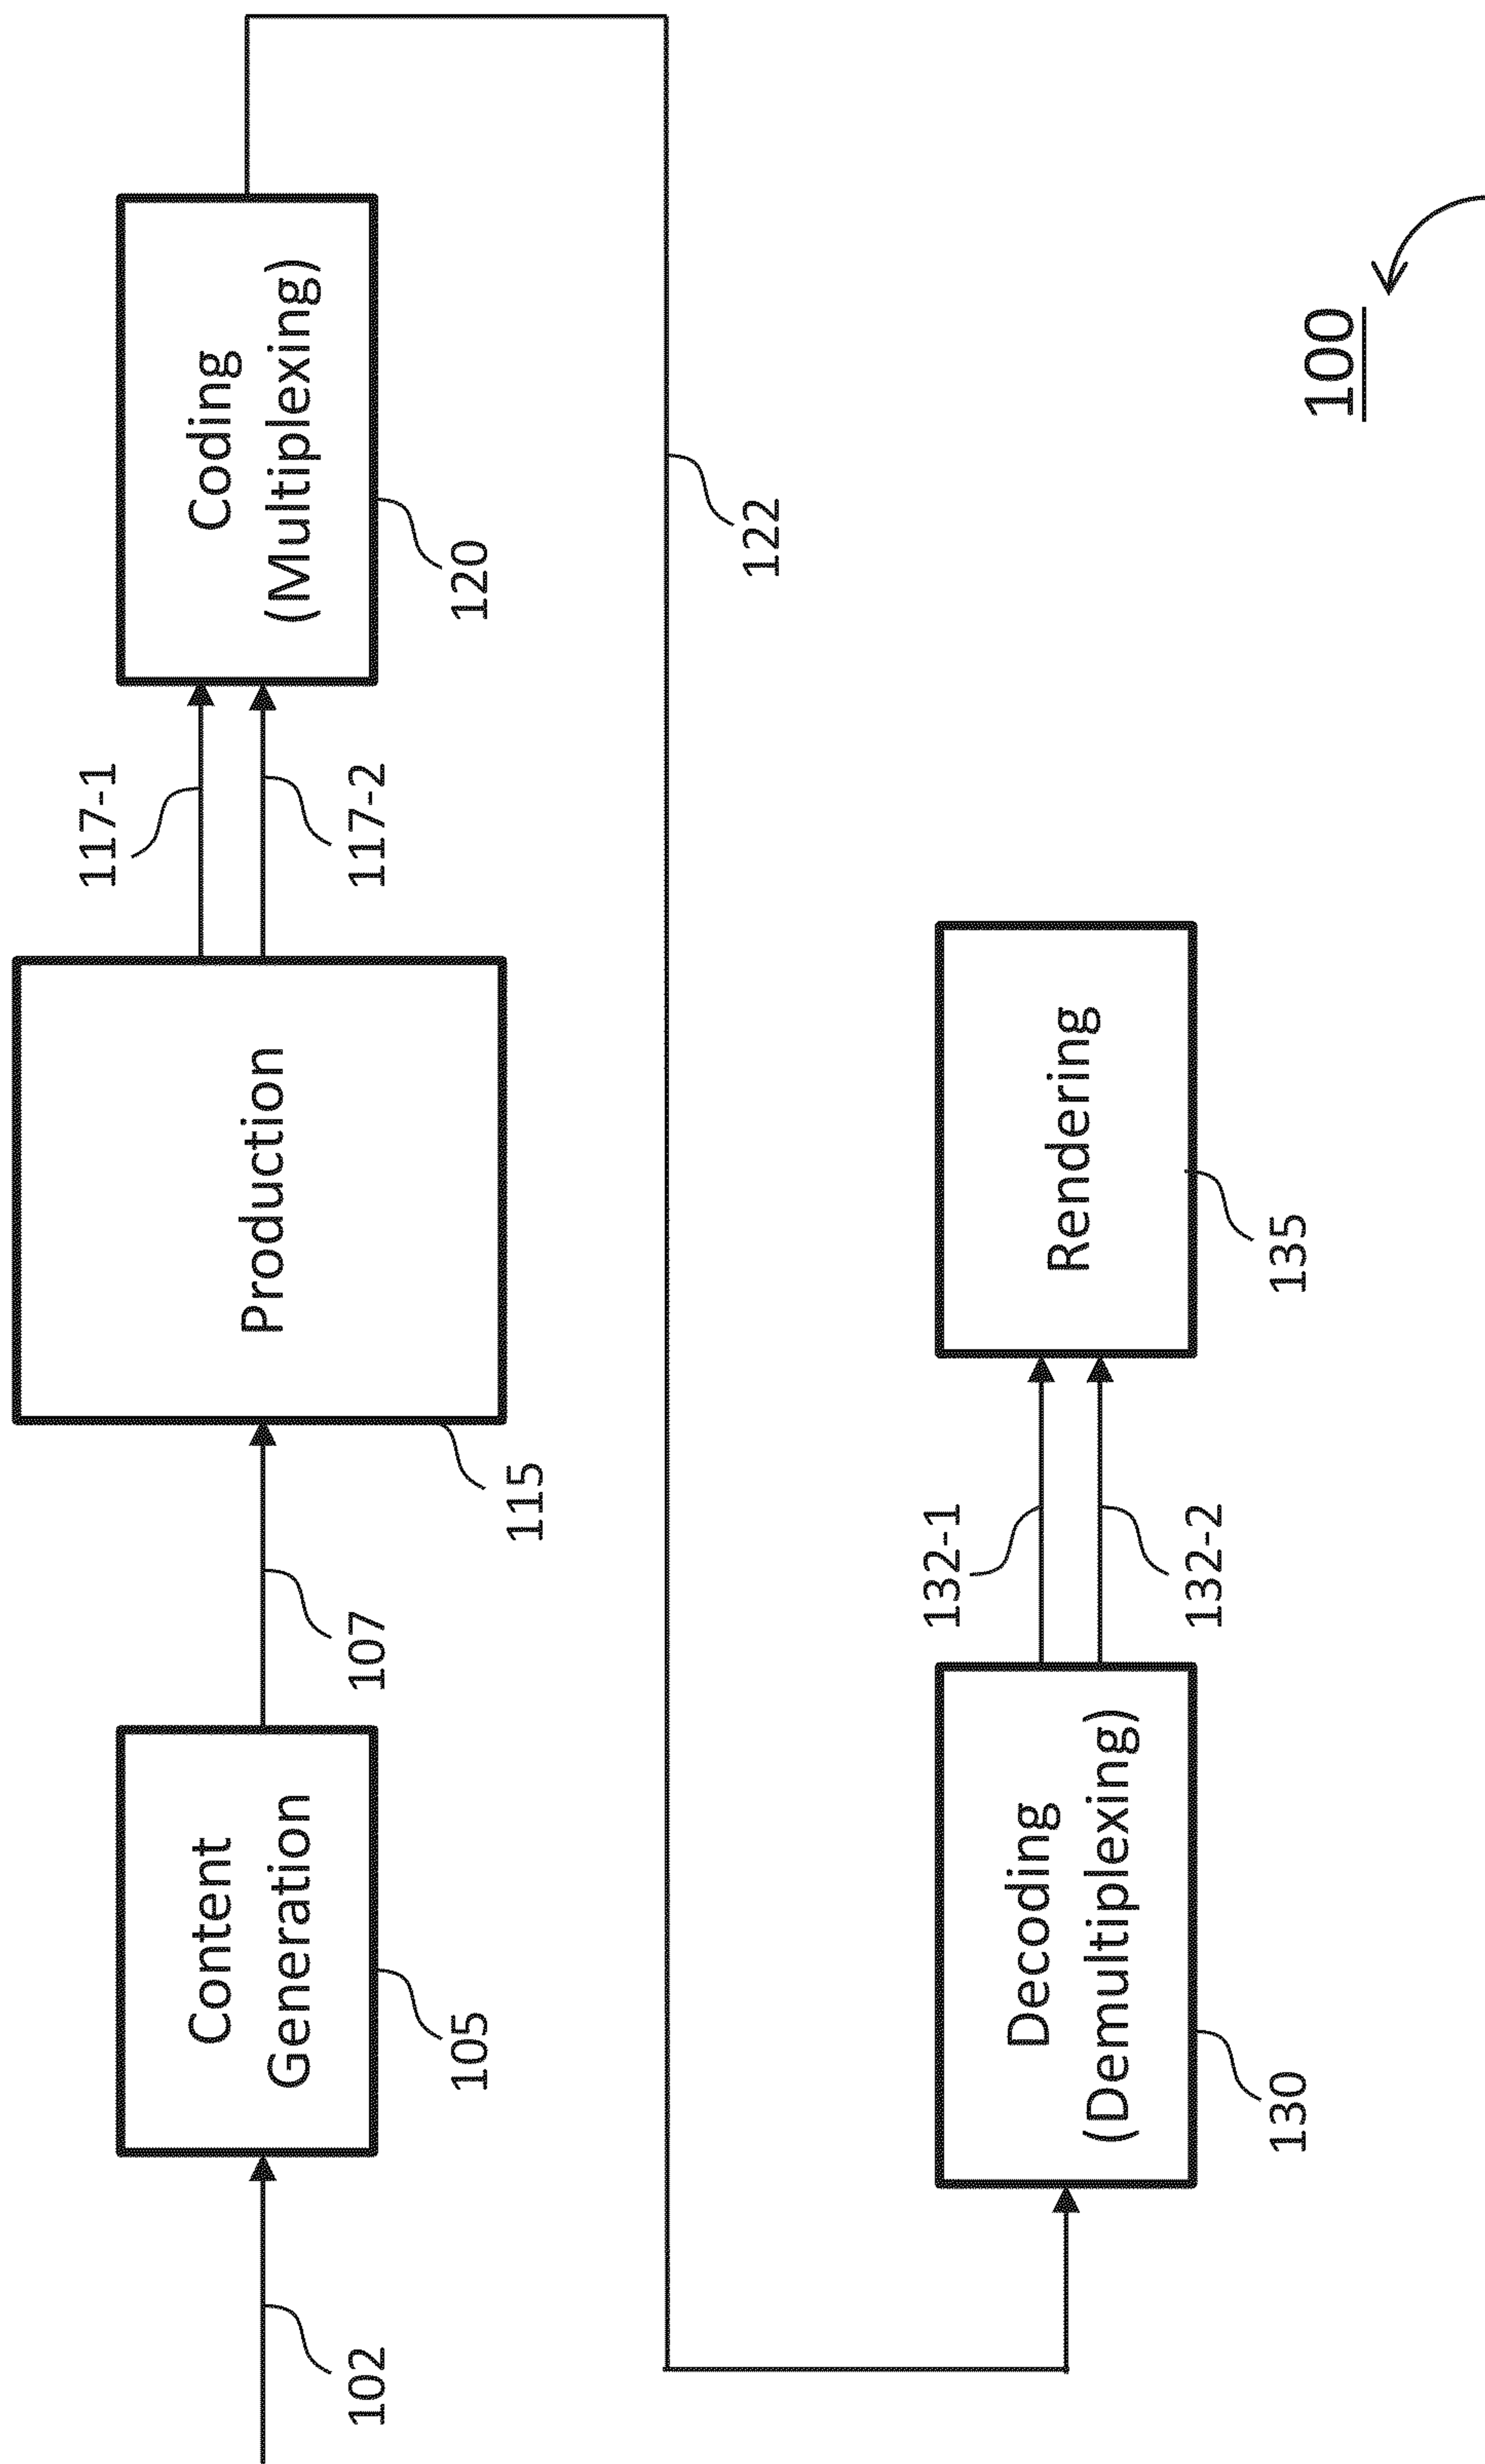 102
Content
Generation
105
107
Production
115
117-1
117-2
Coding
(Multiplexing)
120
122
Decoding
(Demultiplexing)
130
132-1
132-2
Rendering
135
100